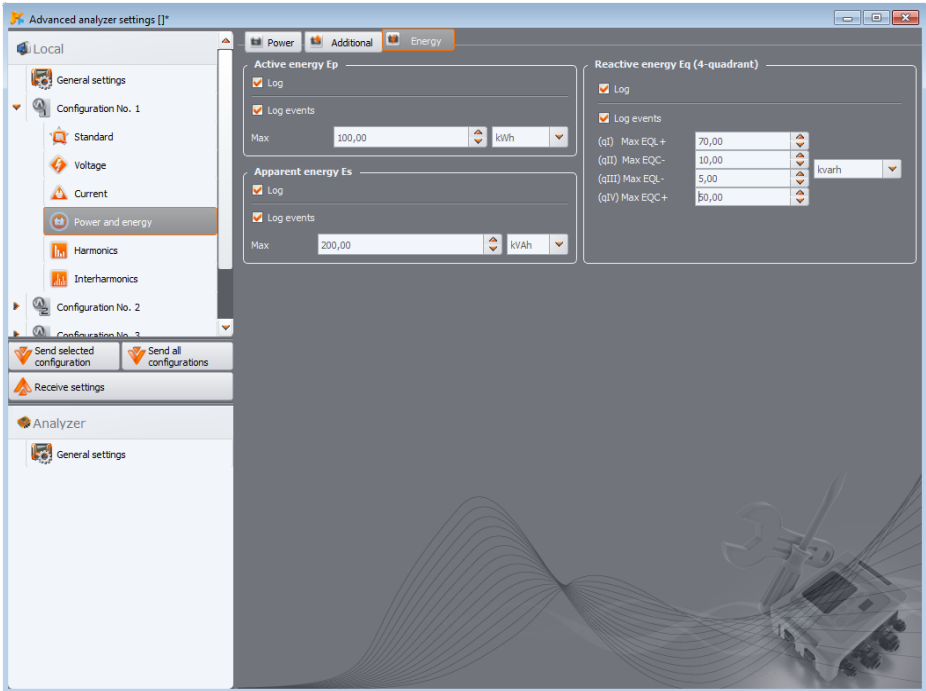 Advanced analyzer settings []*
Local
General settings
Configuration No. 1
Standard
Voltage
Current
Power and energy
Harmonics
Interharmonics
Configuration No. 2
Configuration No. 3
Send selected
configuration
Send all
configurations
Receive settings
Analyzer
General settings
Power
Additional
Energy
Active energy Ep
Log
Log events
Max 100,00 kWh
Apparent energy Es
Log
Log events
Max 200,00 kVAh
Reactive energy Eq (4-quadrant)
Log
Log events
(qI) Max EQL+ 70,00
(qII) Max EQC- 10,00
kvarh
(qIII) Max EQL- 5,00
(qIV) Max EQC+ 60,00